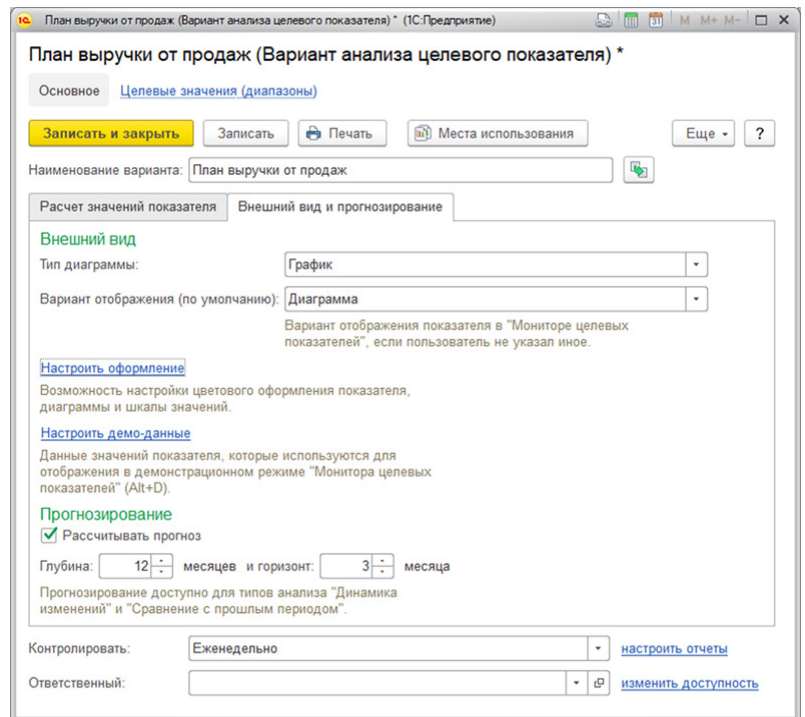 План выручки от продаж (Вариант анализа целевого показателя) * (1С:Предприятие)
M M+ M-
План выручки от продаж (Вариант анализа целевого показателя) *
Основное Целевые значения (диапазоны)
Записать и закрыть Записать Печать Места использования Еще ?
Наименование варианта: План выручки от продаж
Расчет значений показателя Внешний вид и прогнозирование
Внешний вид
Тип диаграммы: График
Вариант отображения (по умолчанию): Диаграмма
Вариант отображения показателя в "Мониторе целевых
показателей", если пользователь не указал иное.
Настроить оформление
Возможность настройки цветового оформления показателя,
диаграммы и шкалы значений.
Настроить демо-данные
Данные значений показателя, которые используются для
отображения в демонстрационном режиме "Монитора целевых
показателей" (Alt+D).
Прогнозирование
Рассчитывать прогноз
Глубина: 12 месяцев и горизонт: 3 месяца
Прогнозирование доступно для типов анализа "Динамика
изменений" и "Сравнение с прошлым периодом".
Контролировать: Еженедельно настроить отчеты
Ответственный: изменить доступность